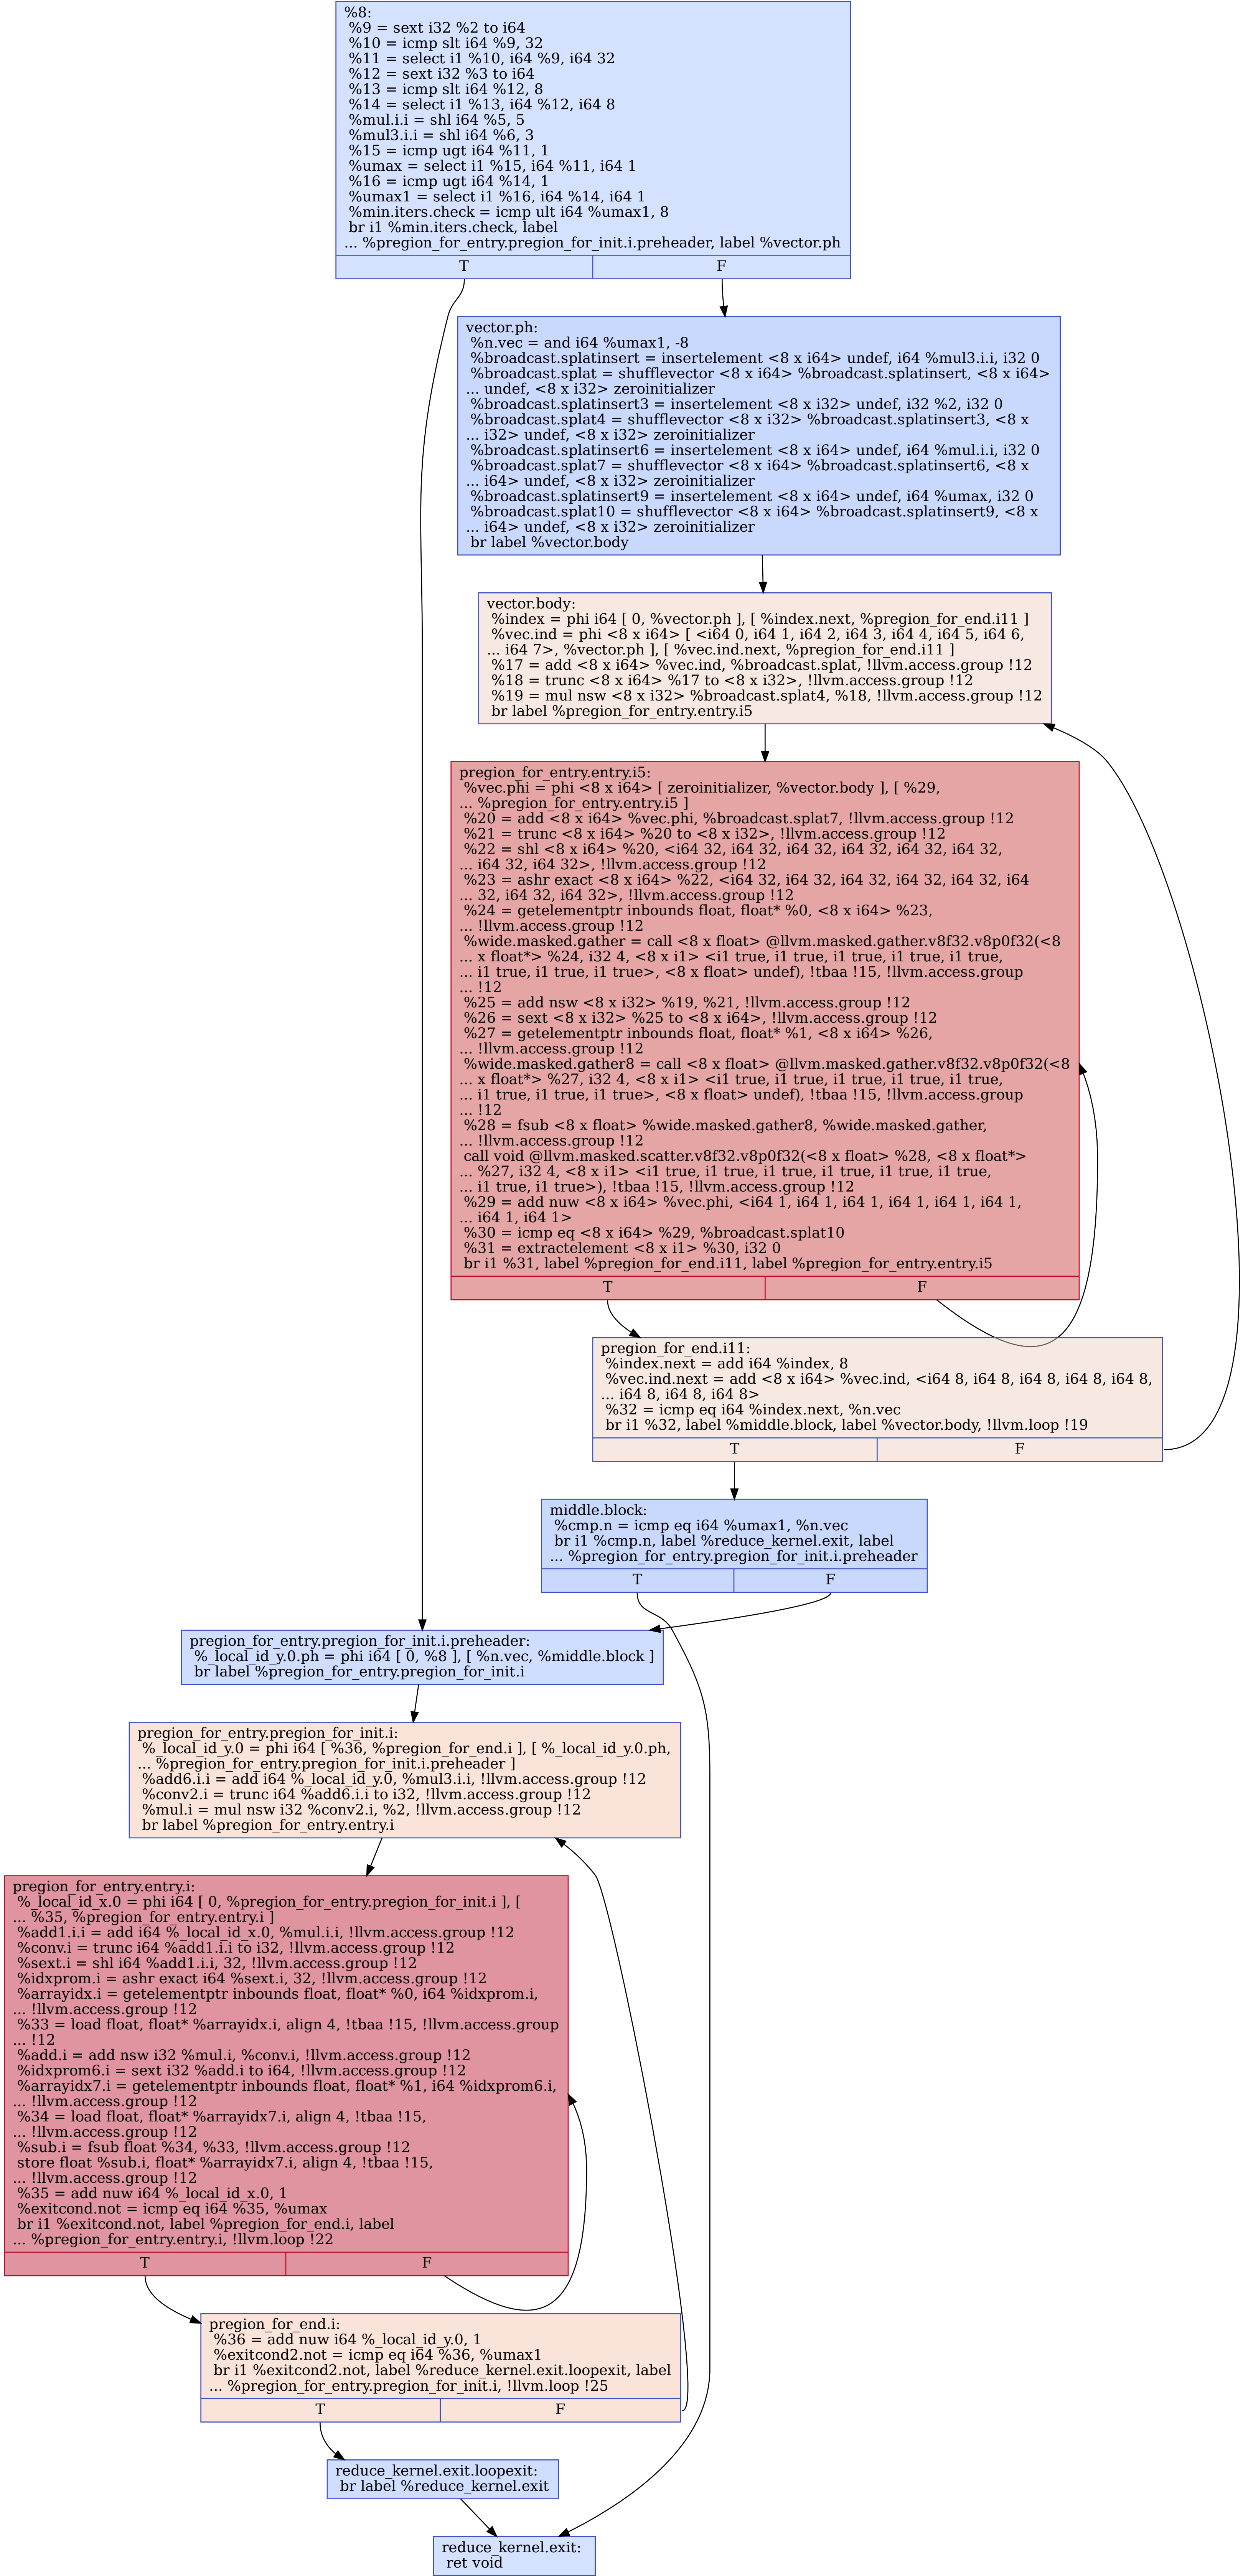 %8:
%9 = sext i32 %2 to i64
%10 = icmp slt i64 %9, 32
%11 = select i1 %10, i64 %9, i64 32
%12 = sext i32 %3 to i64
%13 = icmp slt i64 %12, 8
%14 = select i1 %13, i64 %12, i64 8
%mul.i.i = shl i64 %5, 5
%mul3.i.i = shl i64 %6, 3
%15 = icmp ugt i64 %11, 1
%umax = select i1 %15, i64 %11, i64 1
%16 = icmp ugt i64 %14, 1
%umax1 = select i1 %16, i64 %14, i64 1
%min.iters.check = icmp ult i64 %umax1, 8
br i1 %min.iters.check, label
... %pregion_for_entry.pregion_for_init.i.preheader, label %vector.ph
T F
vector.ph:
%n.vec = and i64 %umax1, -8
%broadcast.splatinsert = insertelement <8 x i64> undef, i64 %mul3.i.i, i32 0
%broadcast.splat = shufflevector <8 x i64> %broadcast.splatinsert, <8 x i64>
... undef, <8 x i32> zeroinitializer
%broadcast.splatinsert3 = insertelement <8 x i32> undef, i32 %2, i32 0
%broadcast.splat4 = shufflevector <8 x i32> %broadcast.splatinsert3, <8 x
... i32> undef, <8 x i32> zeroinitializer
%broadcast.splatinsert6 = insertelement <8 x i64> undef, i64 %mul.i.i, i32 0
%broadcast.splat7 = shufflevector <8 x i64> %broadcast.splatinsert6, <8 x
... i64> undef, <8 x i32> zeroinitializer
%broadcast.splatinsert9 = insertelement <8 x i64> undef, i64 %umax, i32 0
%broadcast.splat10 = shufflevector <8 x i64> %broadcast.splatinsert9, <8 x
... i64> undef, <8 x i32> zeroinitializer
br label %vector.body
vector.body:
%index = phi i64 [ 0, %vector.ph ], [ %index.next, %pregion_for_end.i11 ]
%vec.ind = phi <8 x i64> [ <i64 0, i64 1, i64 2, i64 3, i64 4, i64 5, i64 6,
... i64 7>, %vector.ph ], [ %vec.ind.next, %pregion_for_end.i11 ]
%17 = add <8 x i64> %vec.ind, %broadcast.splat, !llvm.access.group !12
%18 = trunc <8 x i64> %17 to <8 x i32>, !llvm.access.group !12
%19 = mul nsw <8 x i32> %broadcast.splat4, %18, !llvm.access.group !12
br label %pregion_for_entry.entry.i5
pregion_for_entry.entry.i5:
%vec.phi = phi <8 x i64> [ zeroinitializer, %vector.body ], [ %29,
... %pregion_for_entry.entry.i5 ]
%20 = add <8 x i64> %vec.phi, %broadcast.splat7, !llvm.access.group !12
%21 = trunc <8 x i64> %20 to <8 x i32>, !llvm.access.group !12
%22 = shl <8 x i64> %20, <i64 32, i64 32, i64 32, i64 32, i64 32, i64 32,
... i64 32, i64 32>, !llvm.access.group !12
%23 = ashr exact <8 x i64> %22, <i64 32, i64 32, i64 32, i64 32, i64 32, i64
... 32, i64 32, i64 32>, !llvm.access.group !12
%24 = getelementptr inbounds float, float* %0, <8 x i64> %23,
... !llvm.access.group !12
%wide.masked.gather = call <8 x float> @llvm.masked.gather.v8f32.v8p0f32(<8
... x float*> %24, i32 4, <8 x i1> <i1 true, i1 true, i1 true, i1 true, i1 true,
... i1 true, i1 true, i1 true>, <8 x float> undef), !tbaa !15, !llvm.access.group
... !12
%25 = add nsw <8 x i32> %19, %21, !llvm.access.group !12
%26 = sext <8 x i32> %25 to <8 x i64>, !llvm.access.group !12
%27 = getelementptr inbounds float, float* %1, <8 x i64> %26,
... !llvm.access.group !12
%wide.masked.gather8 = call <8 x float> @llvm.masked.gather.v8f32.v8p0f32(<8
... x float*> %27, i32 4, <8 x i1> <i1 true, i1 true, i1 true, i1 true, i1 true,
... i1 true, i1 true, i1 true>, <8 x float> undef), !tbaa !15, !llvm.access.group
... !12
%28 = fsub <8 x float> %wide.masked.gather8, %wide.masked.gather,
... !llvm.access.group !12
call void @llvm.masked.scatter.v8f32.v8p0f32(<8 x float> %28, <8 x float*>
... %27, i32 4, <8 x i1> <i1 true, i1 true, i1 true, i1 true, i1 true, i1 true,
... i1 true, i1 true>), !tbaa !15, !llvm.access.group !12
%29 = add nuw <8 x i64> %vec.phi, <i64 1, i64 1, i64 1, i64 1, i64 1, i64 1,
... i64 1, i64 1>
%30 = icmp eq <8 x i64> %29, %broadcast.splat10
%31 = extractelement <8 x i1> %30, i32 0
br i1 %31, label %pregion_for_end.i11, label %pregion_for_entry.entry.i5
T F
pregion_for_end.i11:
%index.next = add i64 %index, 8
%vec.ind.next = add <8 x i64> %vec.ind, <i64 8, i64 8, i64 8, i64 8, i64 8,
... i64 8, i64 8, i64 8>
%32 = icmp eq i64 %index.next, %n.vec
br i1 %32, label %middle.block, label %vector.body, !llvm.loop !19
T F
middle.block:
%cmp.n = icmp eq i64 %umax1, %n.vec
br i1 %cmp.n, label %reduce_kernel.exit, label
... %pregion_for_entry.pregion_for_init.i.preheader
T F
pregion_for_entry.pregion_for_init.i.preheader:
%_local_id_y.0.ph = phi i64 [ 0, %8 ], [ %n.vec, %middle.block ]
br label %pregion_for_entry.pregion_for_init.i
pregion_for_entry.pregion_for_init.i:
%_local_id_y.0 = phi i64 [ %36, %pregion_for_end.i ], [ %_local_id_y.0.ph,
... %pregion_for_entry.pregion_for_init.i.preheader ]
%add6.i.i = add i64 %_local_id_y.0, %mul3.i.i, !llvm.access.group !12
%conv2.i = trunc i64 %add6.i.i to i32, !llvm.access.group !12
%mul.i = mul nsw i32 %conv2.i, %2, !llvm.access.group !12
br label %pregion_for_entry.entry.i
pregion_for_entry.entry.i:
%_local_id_x.0 = phi i64 [ 0, %pregion_for_entry.pregion_for_init.i ], [
... %35, %pregion_for_entry.entry.i ]
%add1.i.i = add i64 %_local_id_x.0, %mul.i.i, !llvm.access.group !12
%conv.i = trunc i64 %add1.i.i to i32, !llvm.access.group !12
%sext.i = shl i64 %add1.i.i, 32, !llvm.access.group !12
%idxprom.i = ashr exact i64 %sext.i, 32, !llvm.access.group !12
%arrayidx.i = getelementptr inbounds float, float* %0, i64 %idxprom.i,
... !llvm.access.group !12
%33 = load float, float* %arrayidx.i, align 4, !tbaa !15, !llvm.access.group
... !12
%add.i = add nsw i32 %mul.i, %conv.i, !llvm.access.group !12
%idxprom6.i = sext i32 %add.i to i64, !llvm.access.group !12
%arrayidx7.i = getelementptr inbounds float, float* %1, i64 %idxprom6.i,
... !llvm.access.group !12
%34 = load float, float* %arrayidx7.i, align 4, !tbaa !15,
... !llvm.access.group !12
%sub.i = fsub float %34, %33, !llvm.access.group !12
store float %sub.i, float* %arrayidx7.i, align 4, !tbaa !15,
... !llvm.access.group !12
%35 = add nuw i64 %_local_id_x.0, 1
%exitcond.not = icmp eq i64 %35, %umax
br i1 %exitcond.not, label %pregion_for_end.i, label
... %pregion_for_entry.entry.i, !llvm.loop !22
T F
pregion_for_end.i:
%36 = add nuw i64 %_local_id_y.0, 1
%exitcond2.not = icmp eq i64 %36, %umax1
br i1 %exitcond2.not, label %reduce_kernel.exit.loopexit, label
... %pregion_for_entry.pregion_for_init.i, !llvm.loop !25
T F
reduce_kernel.exit.loopexit:
br label %reduce_kernel.exit
reduce_kernel.exit:
ret void